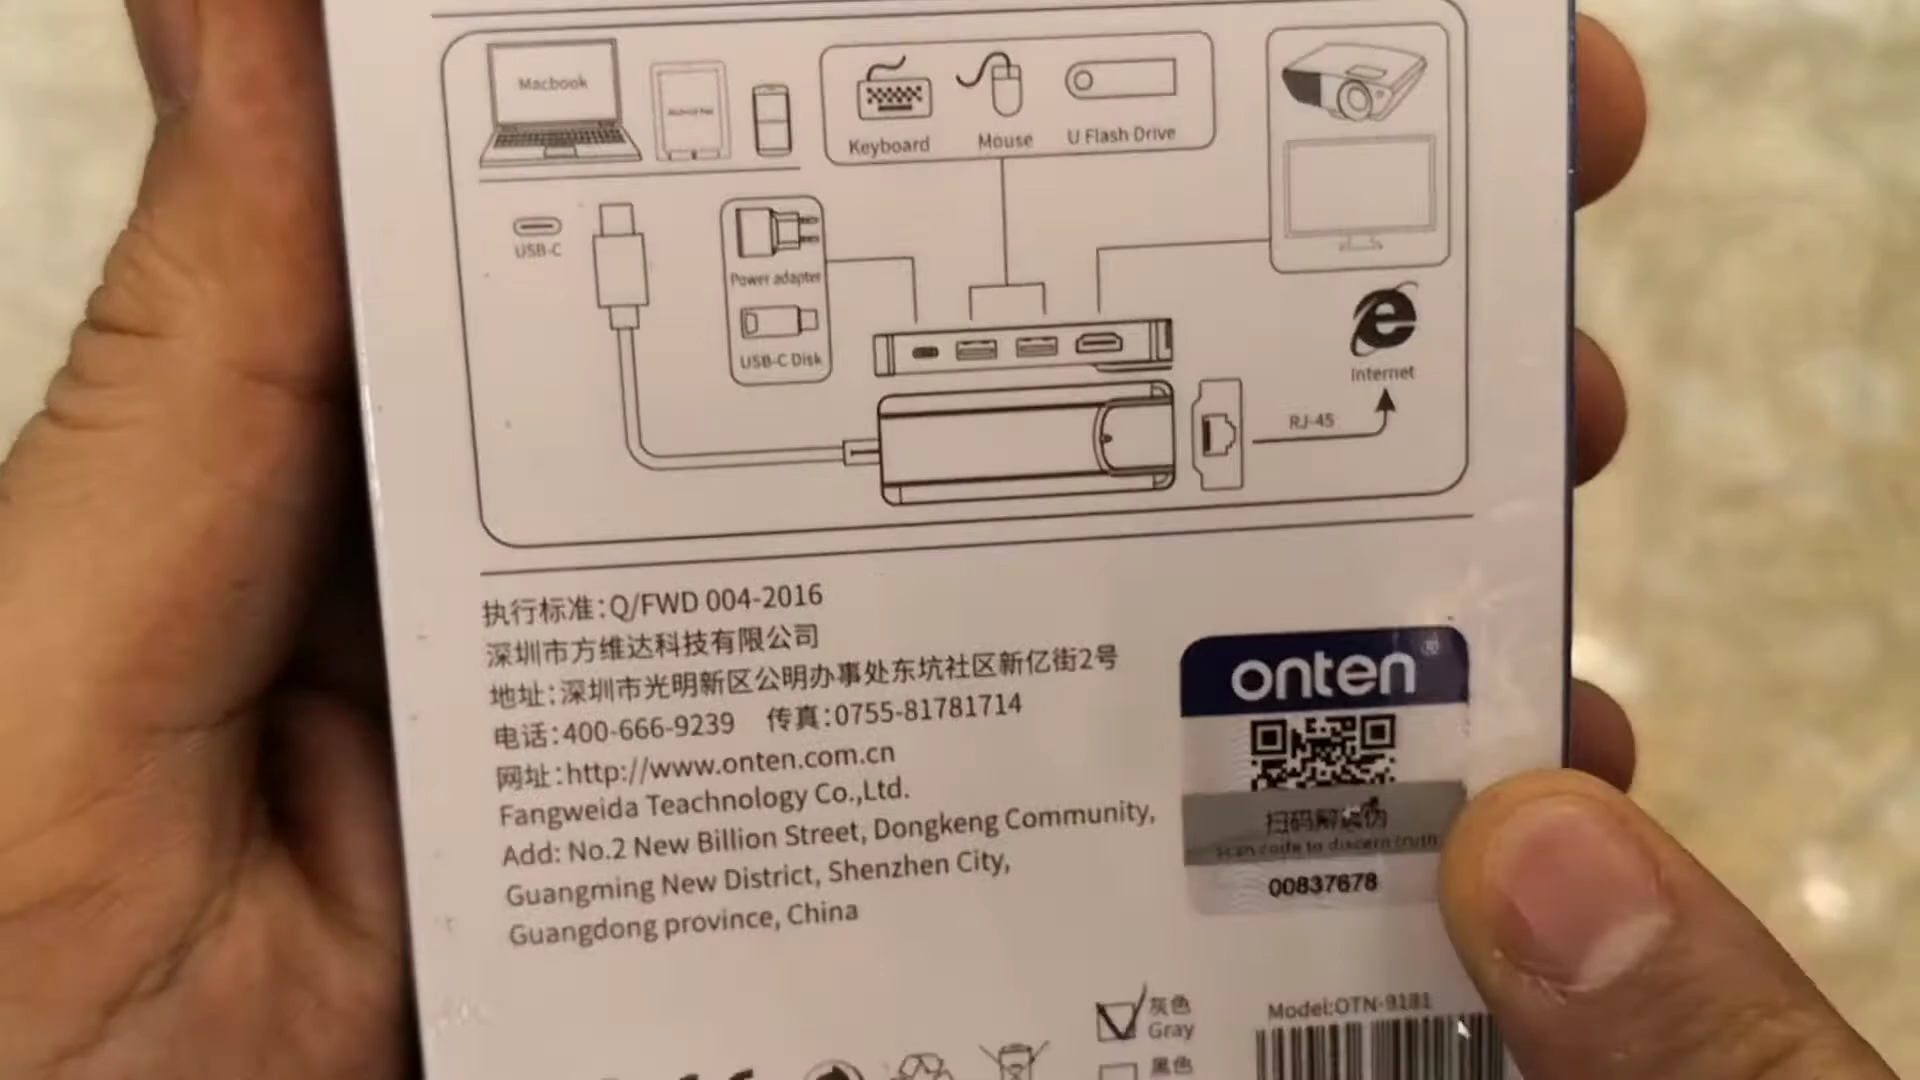 Macbook
Keyboard
Mouse
U Flash Drive
USB-C
Power adapter
USB-C Disk
Internet
RJ-45
执行标准:Q/FWD 004-2016
深圳市方维达科技有限公司
地址:深圳市光明新区公明办事处东坑社区新亿街2号
电话:400-666-9239 传真:0755-81781714
网址:http://www.onten.com.cn
Fangweida Teachnology Co.,Ltd.
Add: No.2 New Billion Street, Dongkeng Community,
Guangming New District, Shenzhen City,
Guangdong province, China
onten®
Scan code to discern truth
00837678
灰色
Gray
Model:OTN-9181
黑色